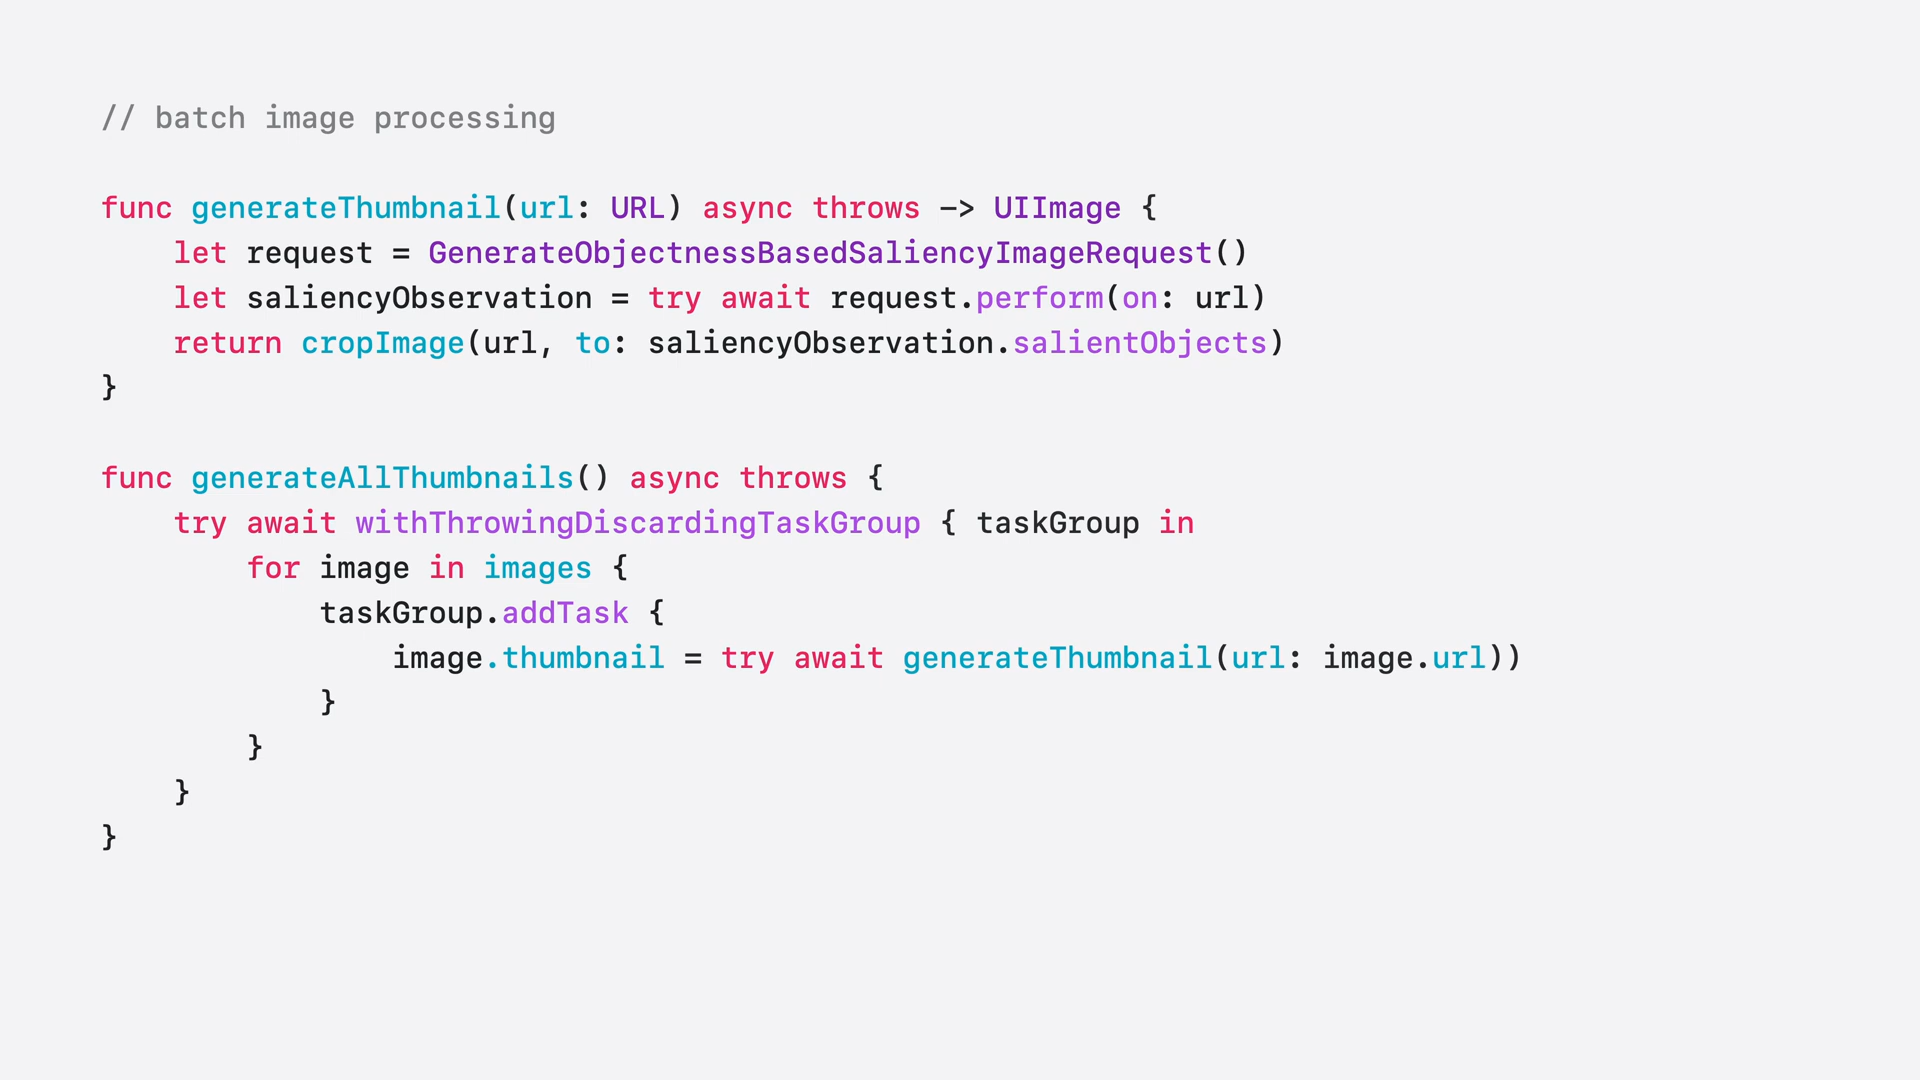 // batch image processing
func generateThumbnail(url: URL) async throws -> UIImage {
let request = GenerateObjectnessBasedSaliencyImageRequest()
let saliencyObservation = try await request.perform(on: url)
return cropImage(url, to: saliencyObservation.salientObjects)
}
func generateAllThumbnails() async throws {
try await withThrowingDiscardingTaskGroup { taskGroup in
for image in images {
taskGroup.addTask {
image.thumbnail = try await generateThumbnail(url: image.url))
}
}
}
}